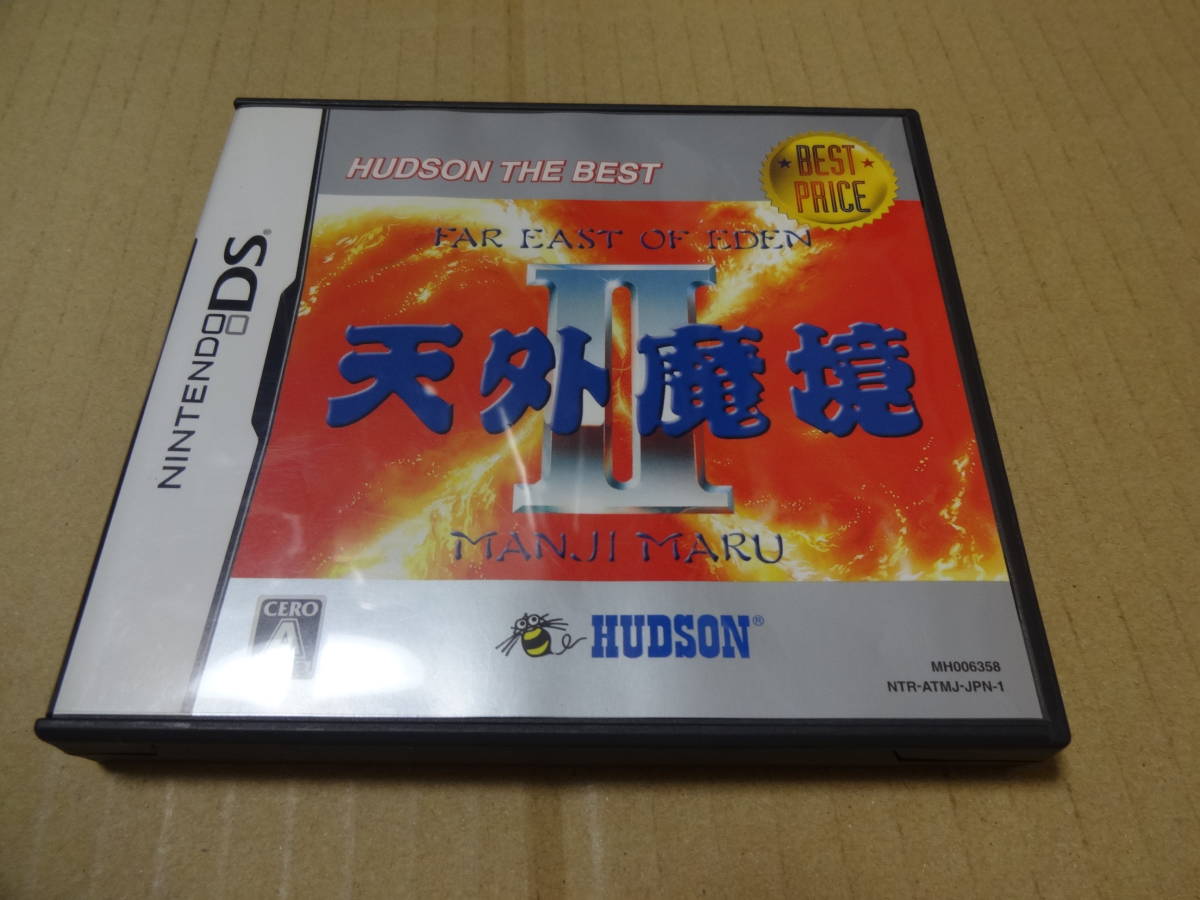 HUDSON THE BEST
BEST
PRICE
FAR EAST OF EDEN
II
天外魔境
MANJI MARU
NINTENDO DS
CERO
A
HUDSON®
MH006358
NTR-ATMJ-JPN-1